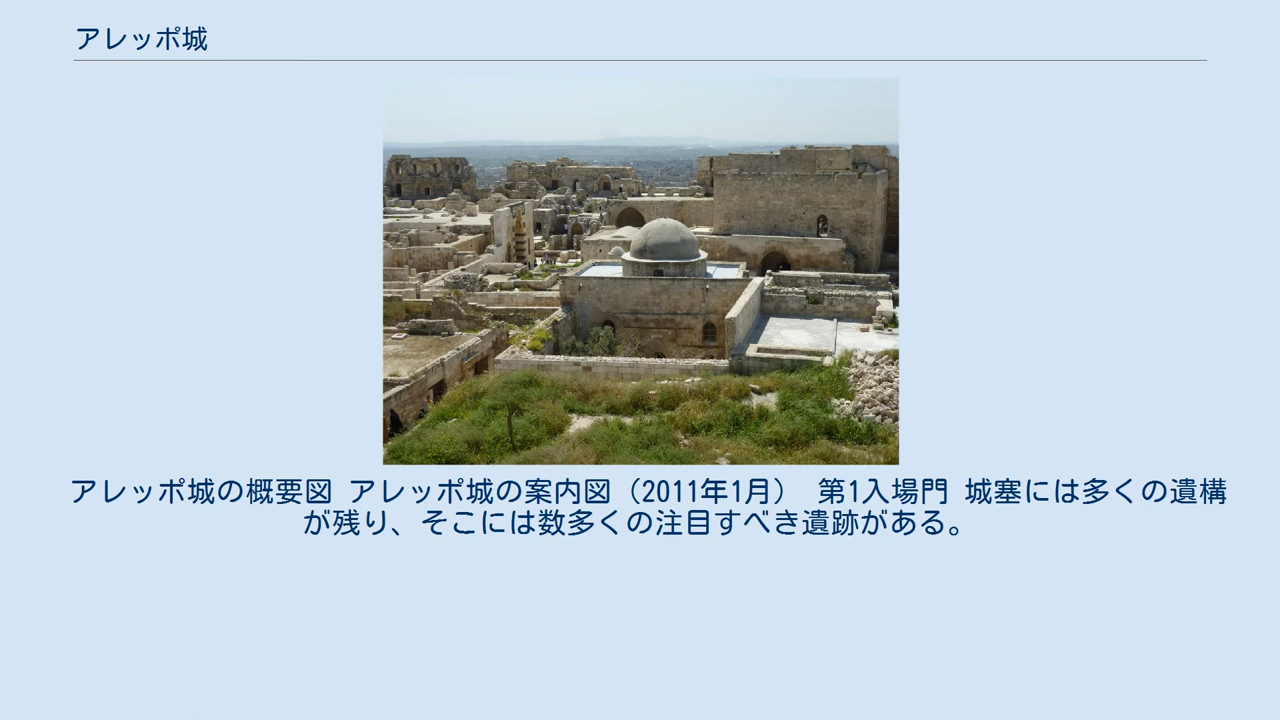 アレッポ城
アレッポ城の概要図 アレッポ城の案内図（2011年1月） 第1入場門 城塞には多くの遺構
が残り、そこには数多くの注目すべき遺跡がある。